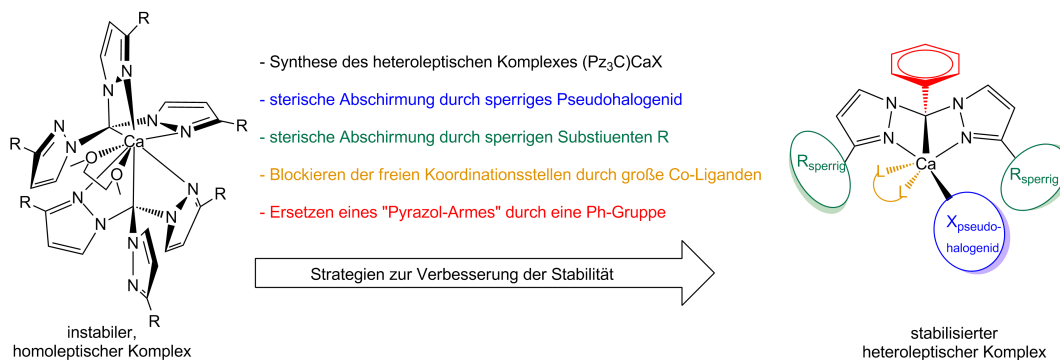 R
N
N
N
N
R
N
N
R
Ca
O
O
R
N
N
N
N
R
N
N
R
instabiler,
homoleptischer Komplex
- Synthese des heteroleptischen Komplexes (Pz3C)CaX
- sterische Abschirmung durch sperriges Pseudohalogenid
- sterische Abschirmung durch sperrigen Substiuenten R
- Blockieren der freien Koordinationsstellen durch große Co-Liganden
- Ersetzen eines "Pyrazol-Armes" durch eine Ph-Gruppe
Strategien zur Verbesserung der Stabilität
N
N
N
N
Rsperrig
Ca
Rsperrig
L
L
Xpseudo-
halogenid
stabilisierter
heteroleptischer Komplex